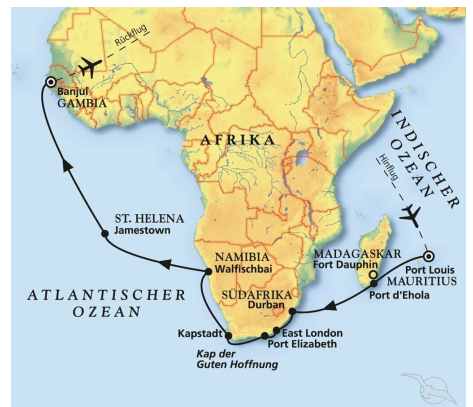 Rückflug
Banjul
GAMBIA
AFRIKA
INDISCHER
OZEAN
Hinflug
ST. HELENA
Jamestown
NAMIBIA
Walfischbai
MADAGASKAR
Fort Dauphin
Port Louis
MAURITIUS
Port d'Ehola
ATLANTISCHER
OZEAN
SÜDAFRIKA
Durban
Kapstadt
East London
Port Elizabeth
Kap der
Guten Hoffnung